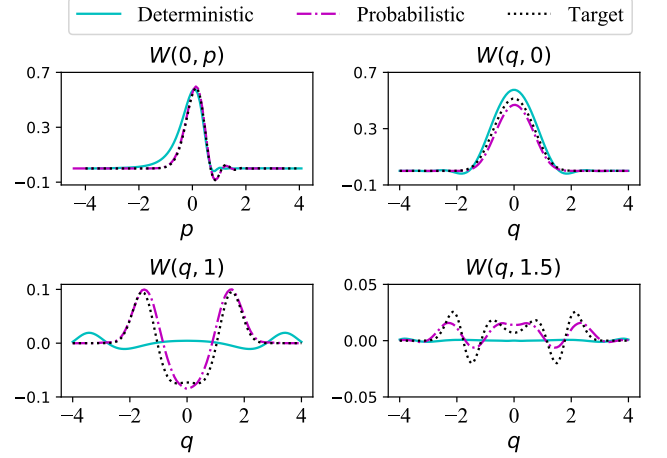 Deterministic Probabilistic Target
W(0, p) W(q, 0)
0.7 0.7
0.3 0.3
−0.1 −0.1
−4 −2 0 2 4 −4 −2 0 2 4
p q
W(q, 1) W(q, 1.5)
0.1 0.05
0.0 0.00
−0.1 −0.05
−4 −2 0 2 4 −4 −2 0 2 4
q q